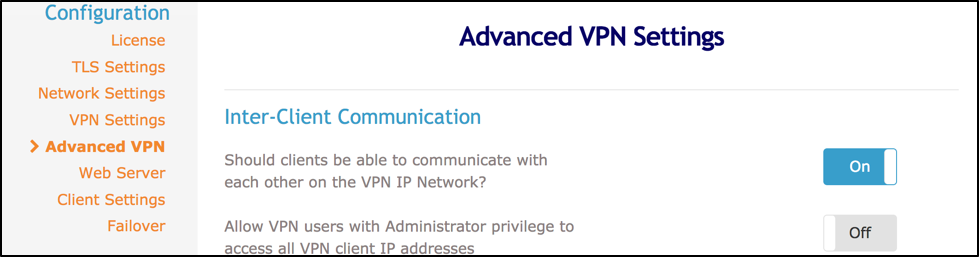 Configuration
License
TLS Settings
Network Settings
VPN Settings
Advanced VPN
Web Server
Client Settings
Failover
Advanced VPN Settings
Inter-Client Communication
Should clients be able to communicate with
each other on the VPN IP Network?
On
Allow VPN users with Administrator privilege to
access all VPN client IP addresses
Off